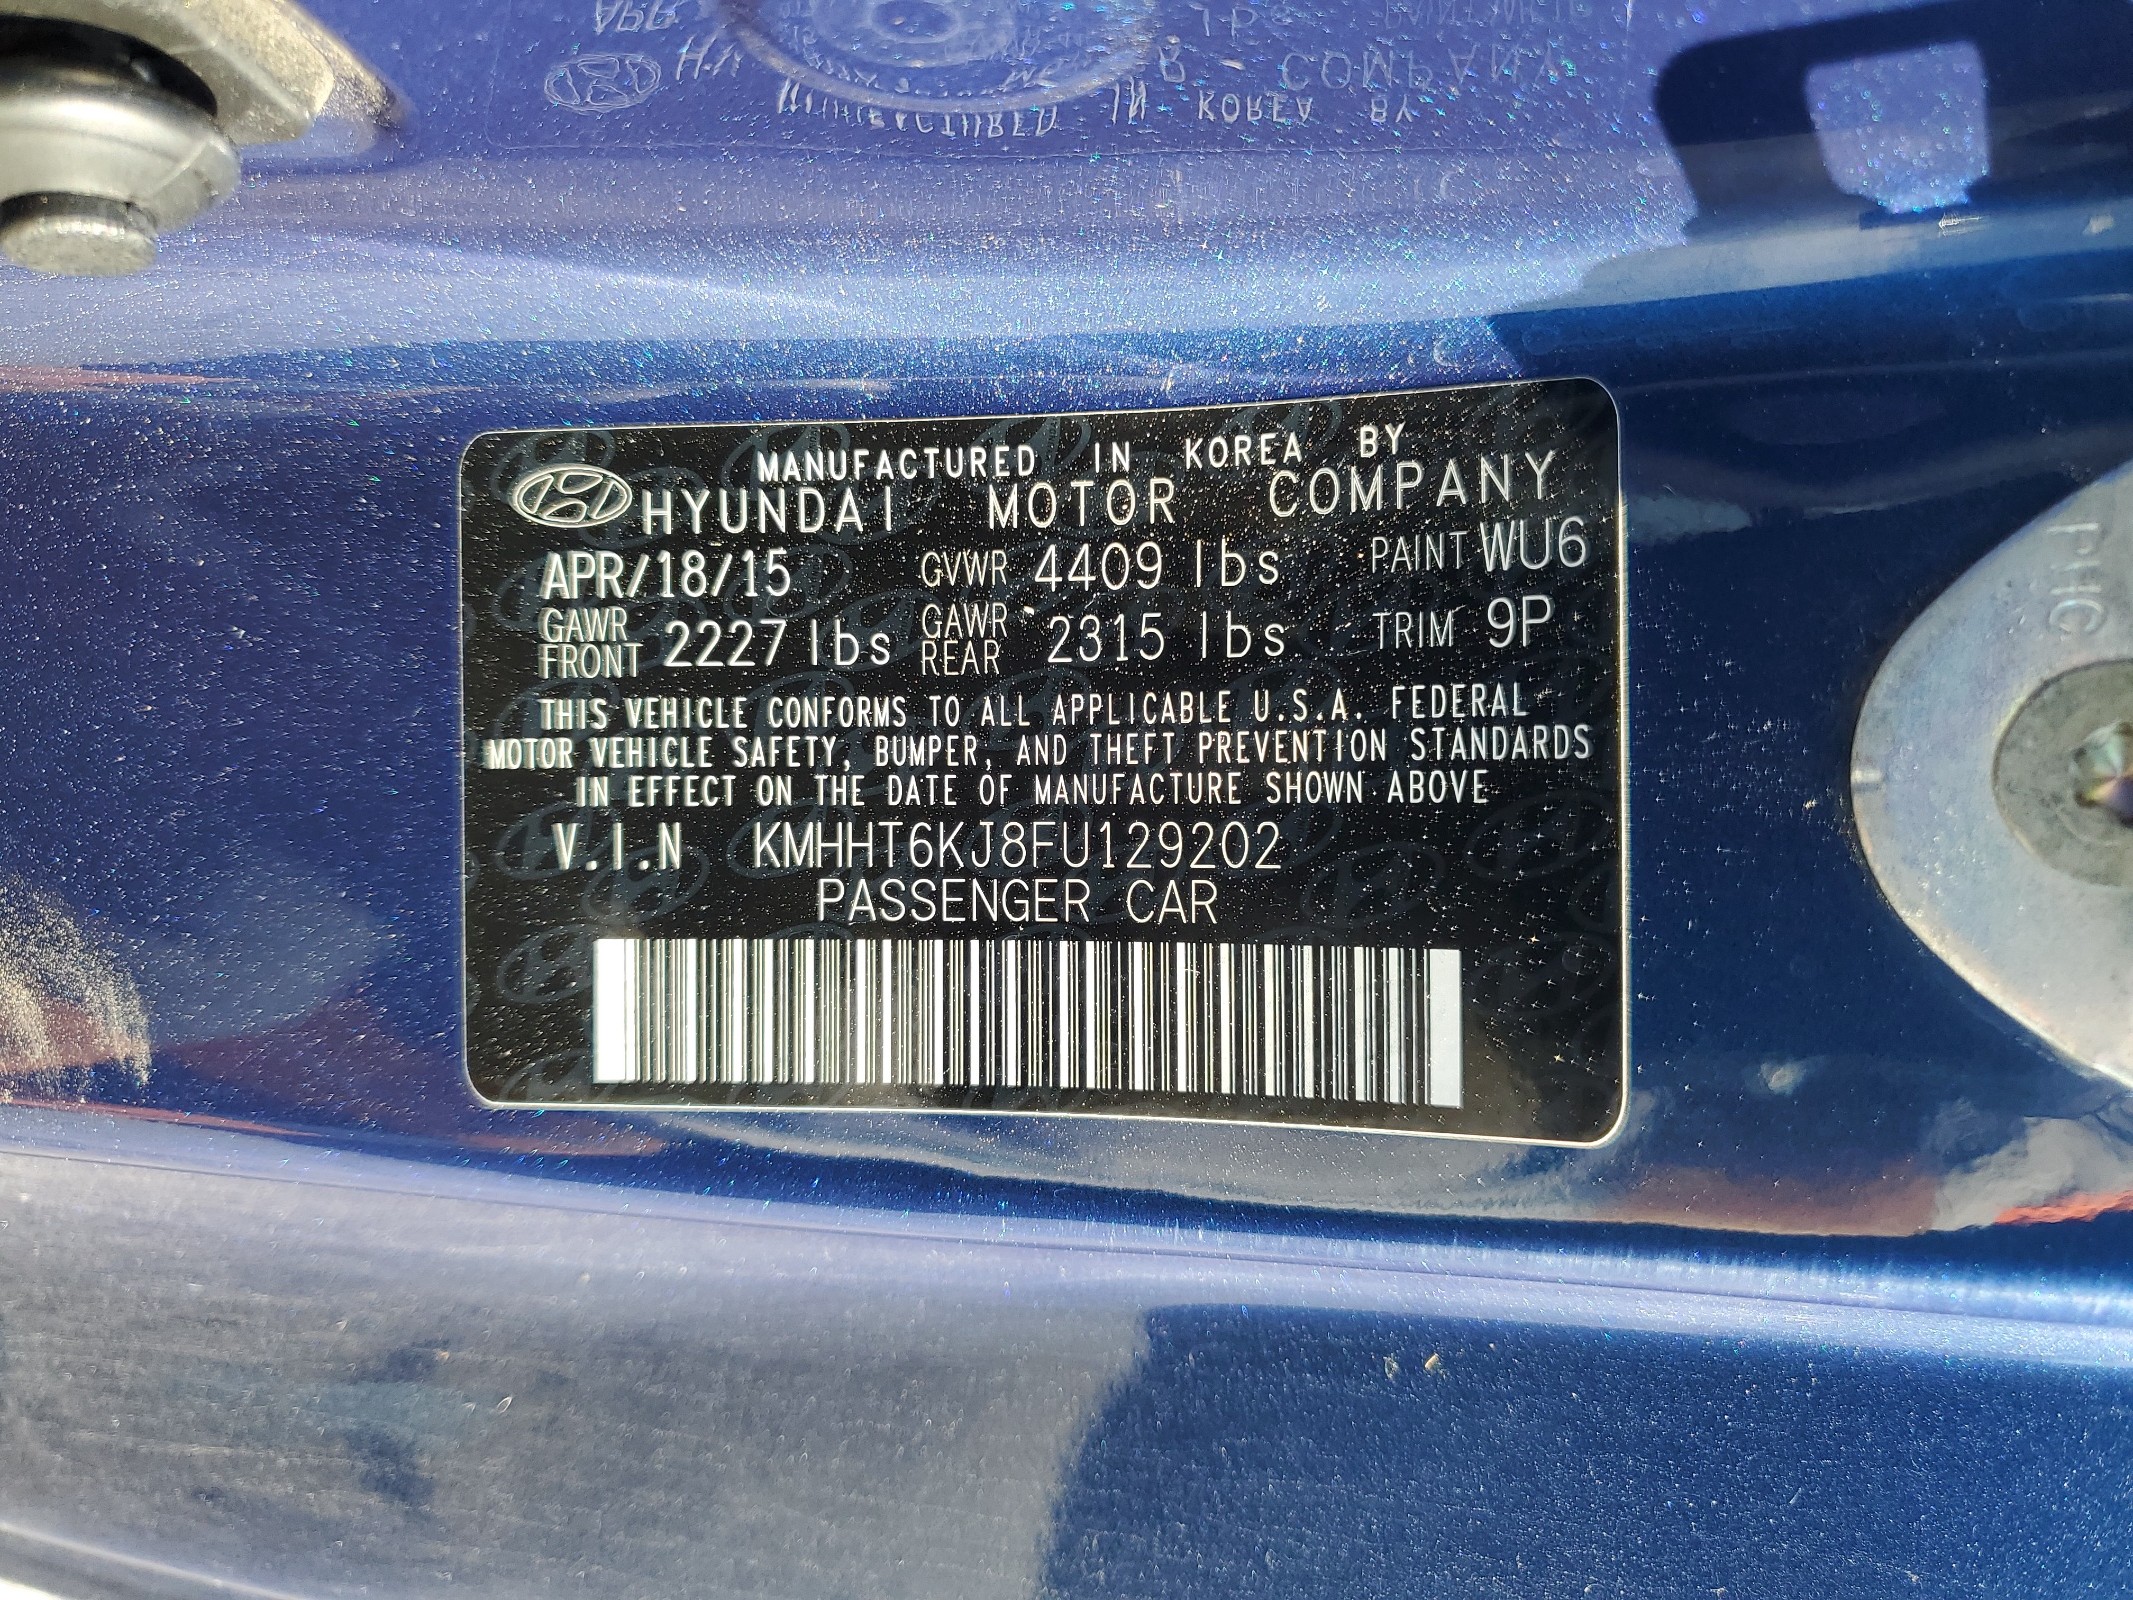 MANUFACTURED IN KOREA BY
HYUNDAI MOTOR COMPANY
APR/18/15 GVWR 4409 lbs PAINT WU6
GAWR FRONT 2227 lbs GAWR REAR 2315 lbs TRIM 9P
THIS VEHICLE CONFORMS TO ALL APPLICABLE U.S.A. FEDERAL
MOTOR VEHICLE SAFETY, BUMPER, AND THEFT PREVENTION STANDARDS
IN EFFECT ON THE DATE OF MANUFACTURE SHOWN ABOVE
V.I.N KMHHT6KJ8FU129202
PASSENGER CAR
PHC